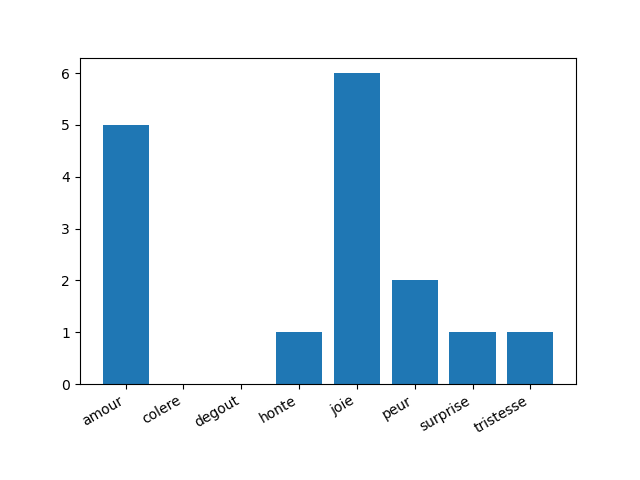 6
5
4
3
2
1
0
amour
colere
degout
honte
joie
peur
surprise
tristesse